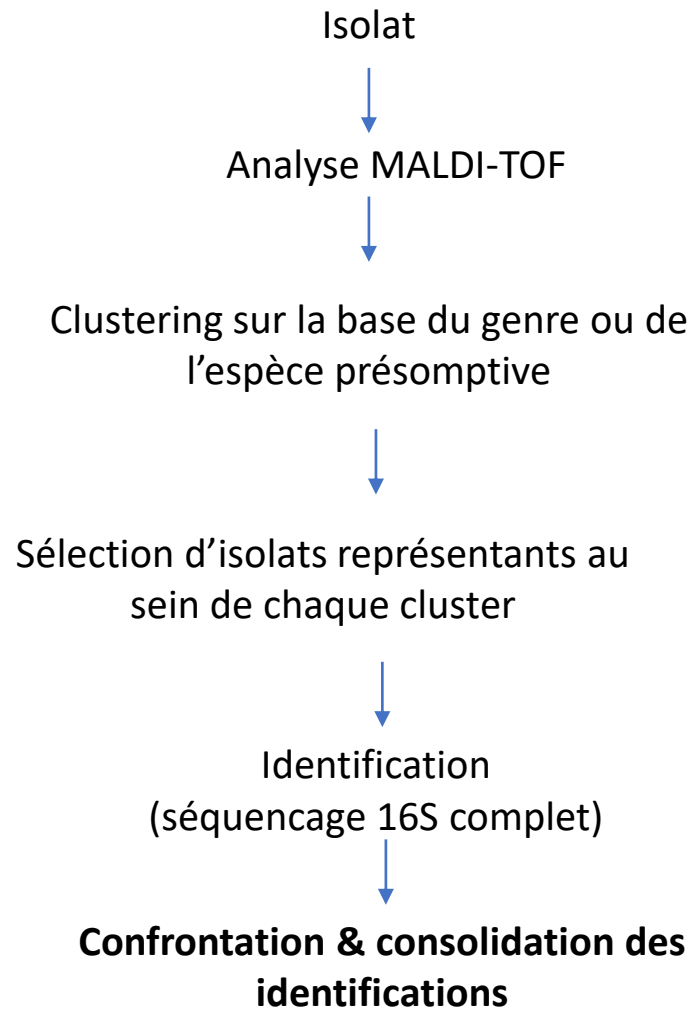 Isolat
Analyse MALDI-TOF
Clustering sur la base du genre ou de
l’espèce présomptive
Sélection d’isolats représentants au
sein de chaque cluster
Identification
(séquencage 16S complet)
Confrontation & consolidation des
identifications